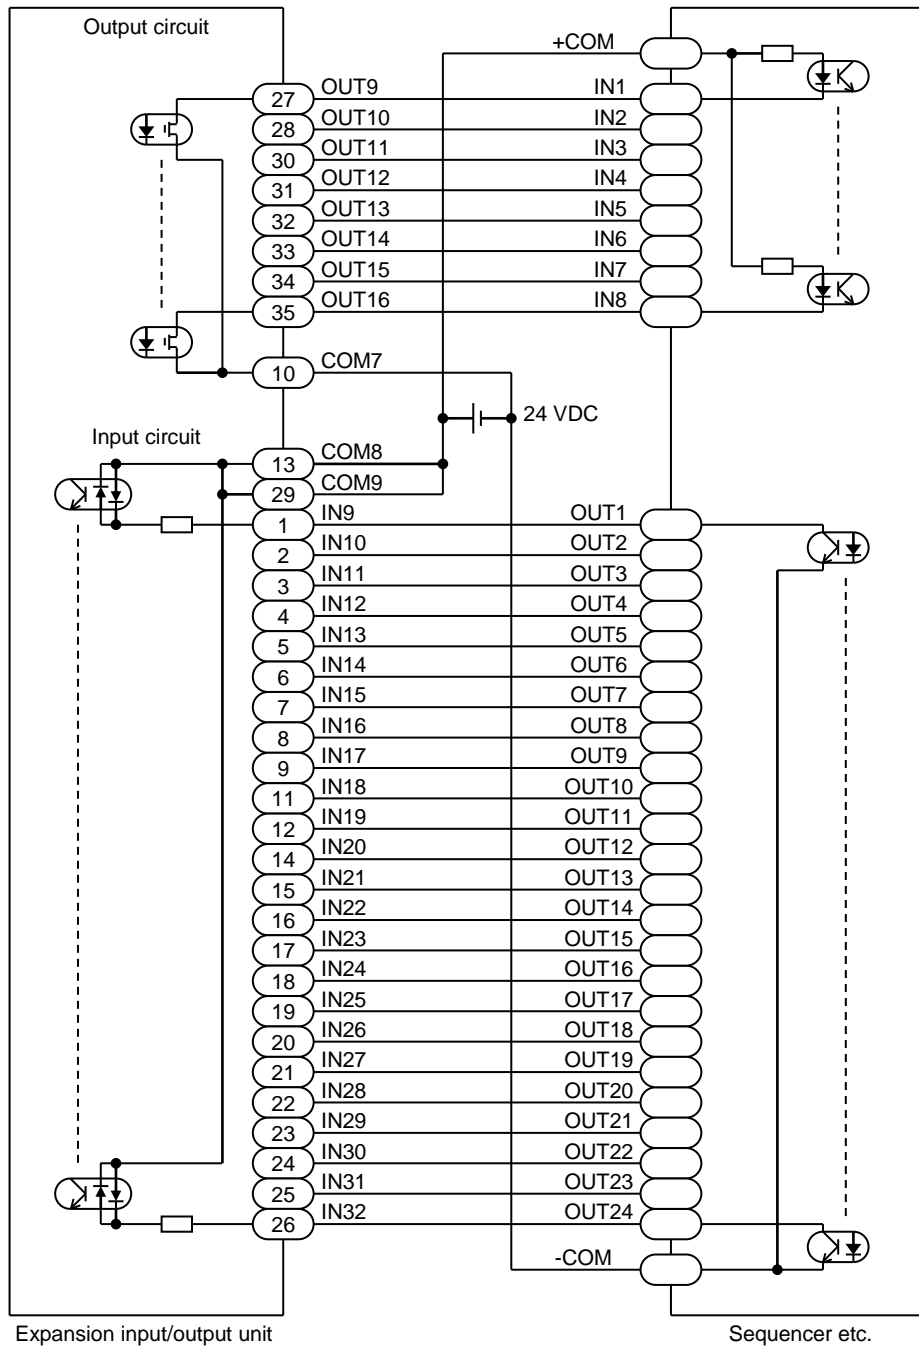 Output circuit
+COM
27 OUT9 IN1
28 OUT10 IN2
30 OUT11 IN3
31 OUT12 IN4
32 OUT13 IN5
33 OUT14 IN6
34 OUT15 IN7
35 OUT16 IN8
10 COM7
24 VDC
Input circuit
13 COM8
29 COM9
1 IN9 OUT1
2 IN10 OUT2
3 IN11 OUT3
4 IN12 OUT4
5 IN13 OUT5
6 IN14 OUT6
7 IN15 OUT7
8 IN16 OUT8
9 IN17 OUT9
11 IN18 OUT10
12 IN19 OUT11
14 IN20 OUT12
15 IN21 OUT13
16 IN22 OUT14
17 IN23 OUT15
18 IN24 OUT16
19 IN25 OUT17
20 IN26 OUT18
21 IN27 OUT19
22 IN28 OUT20
23 IN29 OUT21
24 IN30 OUT22
25 IN31 OUT23
26 IN32 OUT24
-COM
Expansion input/output unit Sequencer etc.